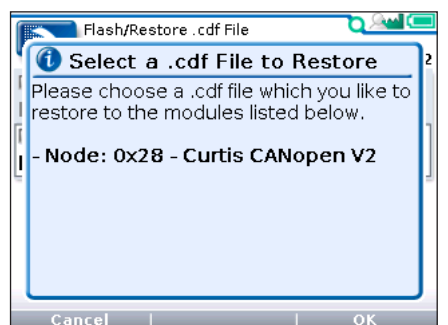 Flash/Restore .cdf File
2
Select a .cdf File to Restore
Please choose a .cdf file which you like to
restore to the modules listed below.
- Node: 0x28 - Curtis CANopen V2
Cancel | | OK